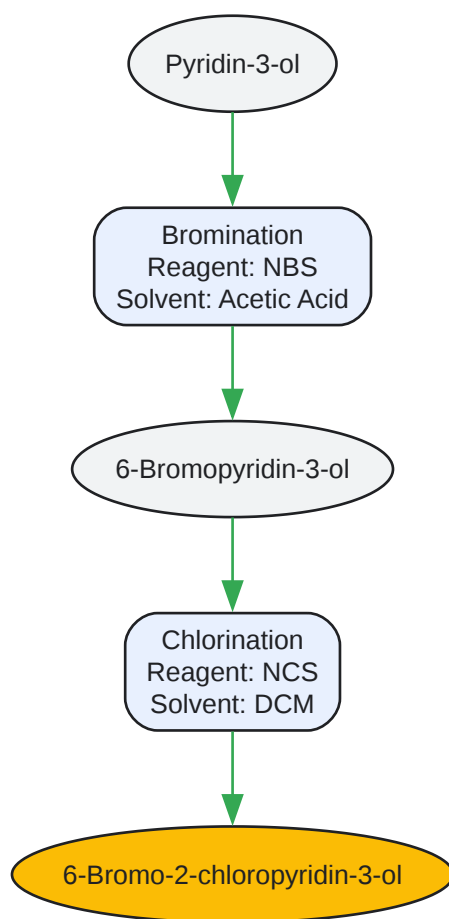 Pyridin-3-ol
Bromination
Reagent: NBS
Solvent: Acetic Acid
6-Bromopyridin-3-ol
Chlorination
Reagent: NCS
Solvent: DCM
6-Bromo-2-chloropyridin-3-ol